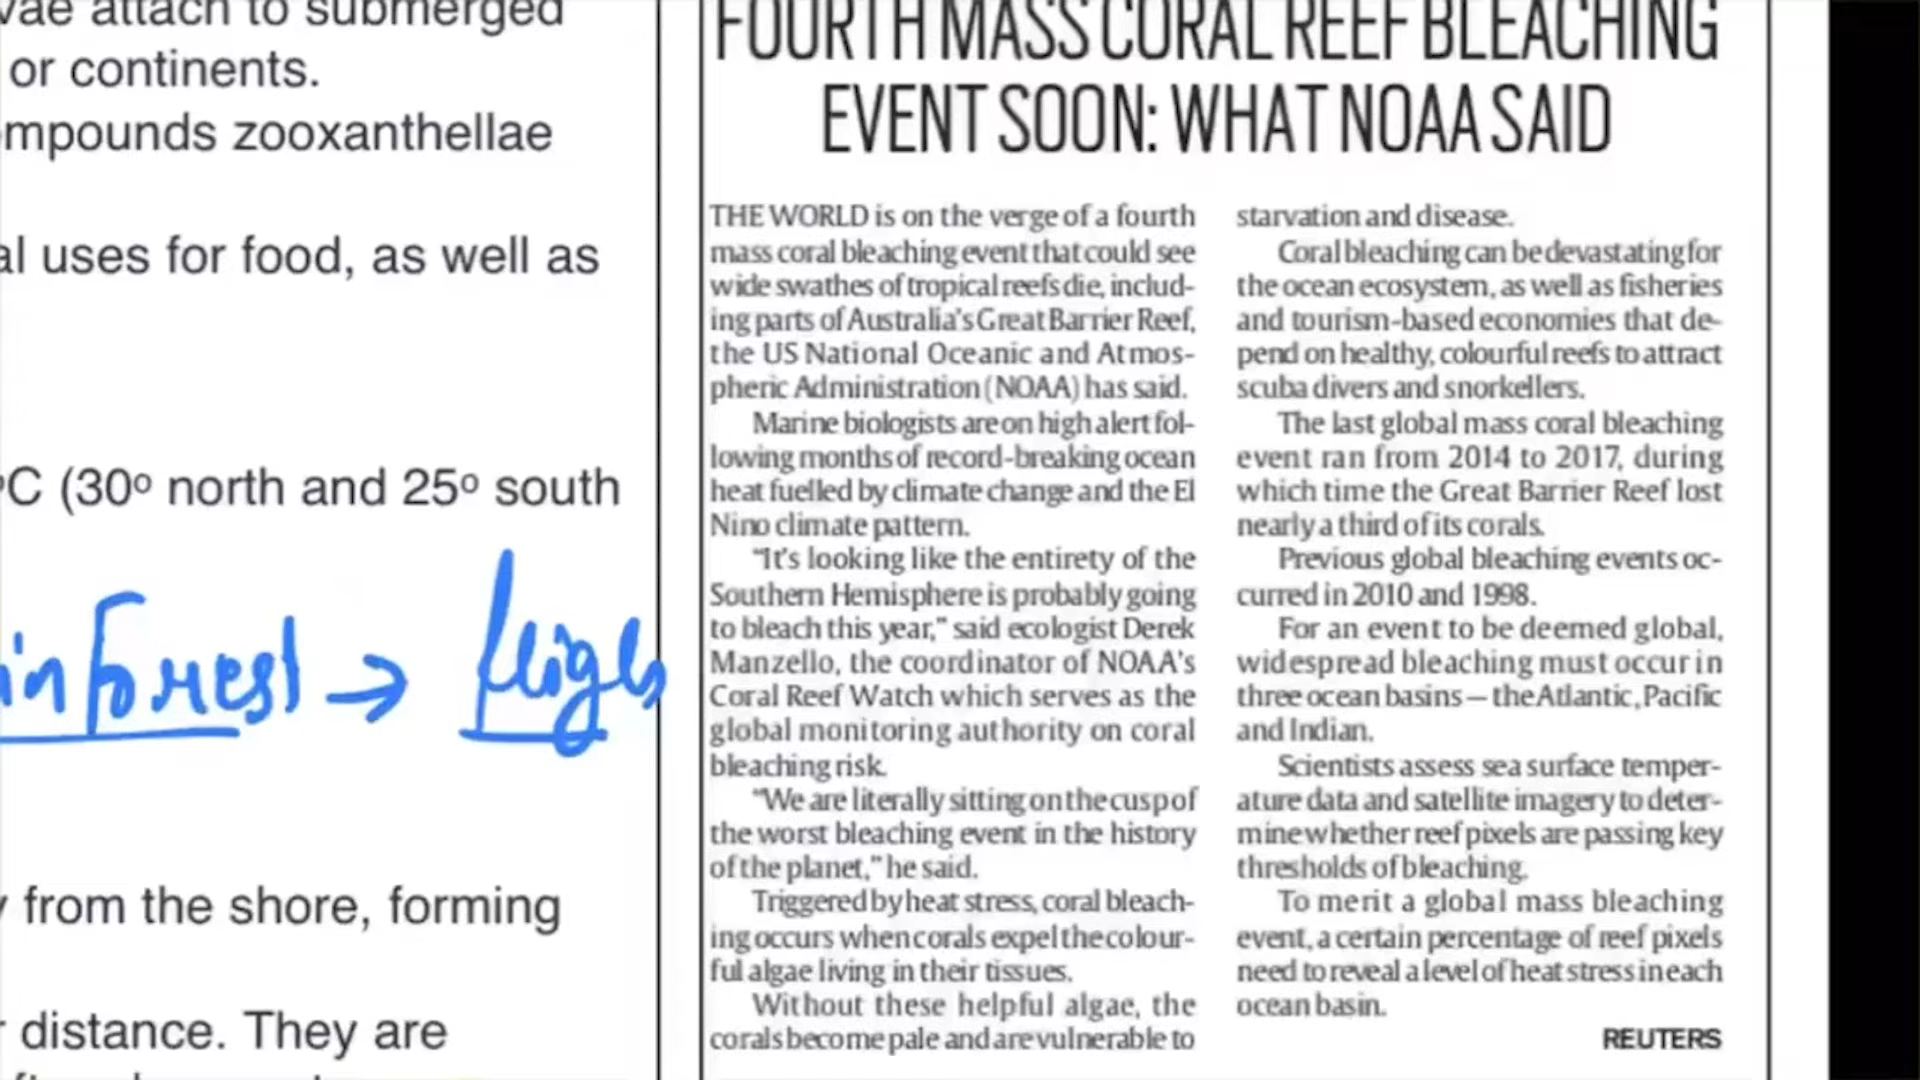 vae attach to submerged
or continents.
mpounds zooxanthellae
al uses for food, as well as
C (30º north and 25º south
inforest → High
from the shore, forming
distance. They are
FOURTH MASS CORAL REEF BLEACHING
EVENT SOON: WHAT NOAA SAID
THE WORLD is on the verge of a fourth
mass coral bleaching event that could see
wide swathes of tropical reefs die, includ-
ing parts of Australia's Great Barrier Reef,
the US National Oceanic and Atmos-
pheric Administration (NOAA) has said.
Marine biologists are on high alert fol-
lowing months of record-breaking ocean
heat fuelled by climate change and the El
Nino climate pattern.
"It's looking like the entirety of the
Southern Hemisphere is probably going
to bleach this year," said ecologist Derek
Manzello, the coordinator of NOAA's
Coral Reef Watch which serves as the
global monitoring authority on coral
bleaching risk.
"We are literally sitting on the cusp of
the worst bleaching event in the history
of the planet," he said.
Triggered by heat stress, coral bleach-
ing occurs when corals expel the colour-
ful algae living in their tissues.
Without these helpful algae, the
corals become pale and are vulnerable to
starvation and disease.
Coral bleaching can be devastating for
the ocean ecosystem, as well as fisheries
and tourism-based economies that de-
pend on healthy, colourful reefs to attract
scuba divers and snorkellers.
The last global mass coral bleaching
event ran from 2014 to 2017, during
which time the Great Barrier Reef lost
nearly a third of its corals.
Previous global bleaching events oc-
curred in 2010 and 1998.
For an event to be deemed global,
widespread bleaching must occur in
three ocean basins — the Atlantic, Pacific
and Indian.
Scientists assess sea surface temper-
ature data and satellite imagery to deter-
mine whether reef pixels are passing key
thresholds of bleaching.
To merit a global mass bleaching
event, a certain percentage of reef pixels
need to reveal a level of heat stress in each
ocean basin.
REUTERS